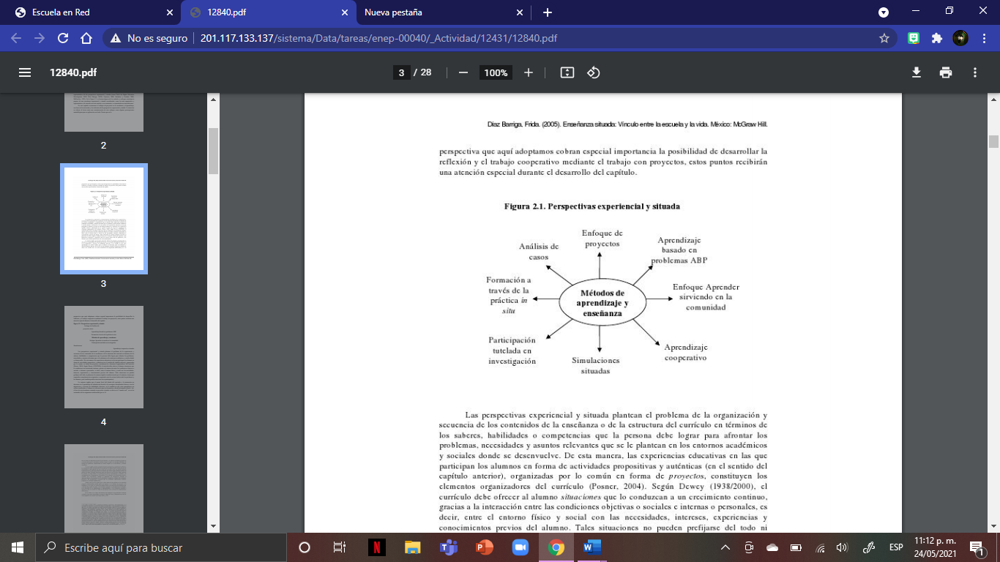 Escuela en Red
12840.pdf
Nueva pestaña
No es seguro | 201.117.133.137/sistema/Data/tareas/enep-00040/_Actividad/12431/12840.pdf
12840.pdf
3 / 28
100%
2
3
4
Diaz Barriga, Frida. (2005). Enseñanza situada: Vínculo entre la escuela y la vida. México: McGraw Hill.
perspectiva que aquí adoptamos cobran especial importancia la posibilidad de desarrollar la
reflexión y el trabajo cooperativo mediante el trabajo con proyectos, estos puntos recibirán
una atención especial durante el desarrollo del capítulo.
Figura 2.1. Perspectivas experiencial y situada
Enfoque de
proyectos
Análisis de
casos
Aprendizaje
basado en
problemas ABP
Formación a
través de la
práctica in
situ
Métodos de
aprendizaje y
enseñanza
Enfoque Aprender
sirviendo en la
comunidad
Participación
tutelada en
investigación
Simulaciones
situadas
Aprendizaje
cooperativo
Las perspectivas experiencial y situada plantean el problema de la organización y
secuencia de los contenidos de la enseñanza o de la estructura del currículo en términos de
los saberes, habilidades o competencias que la persona debe lograr para afrontar los
problemas, necesidades y asuntos relevantes que se le plantean en los entornos académicos
y sociales donde se desenvuelve. De esta manera, las experiencias educativas en las que
participan los alumnos en forma de actividades propositivas y auténticas (en el sentido del
capítulo anterior), organizadas por lo común en forma de proyectos, constituyen los
elementos organizadores del currículo (Posner, 2004). Según Dewey (1938/2000), el
currículo debe ofrecer al alumno situaciones que lo conduzcan a un crecimiento continuo,
gracias a la interacción entre las condiciones objetivas o sociales e internas o personales, es
decir, entre el entorno físico y social con las necesidades, intereses, experiencias y
conocimientos previos del alumno. Tales situaciones no pueden prefijarse del todo ni
Escribe aquí para buscar
ESP
11:12 p. m.
24/05/2021
1